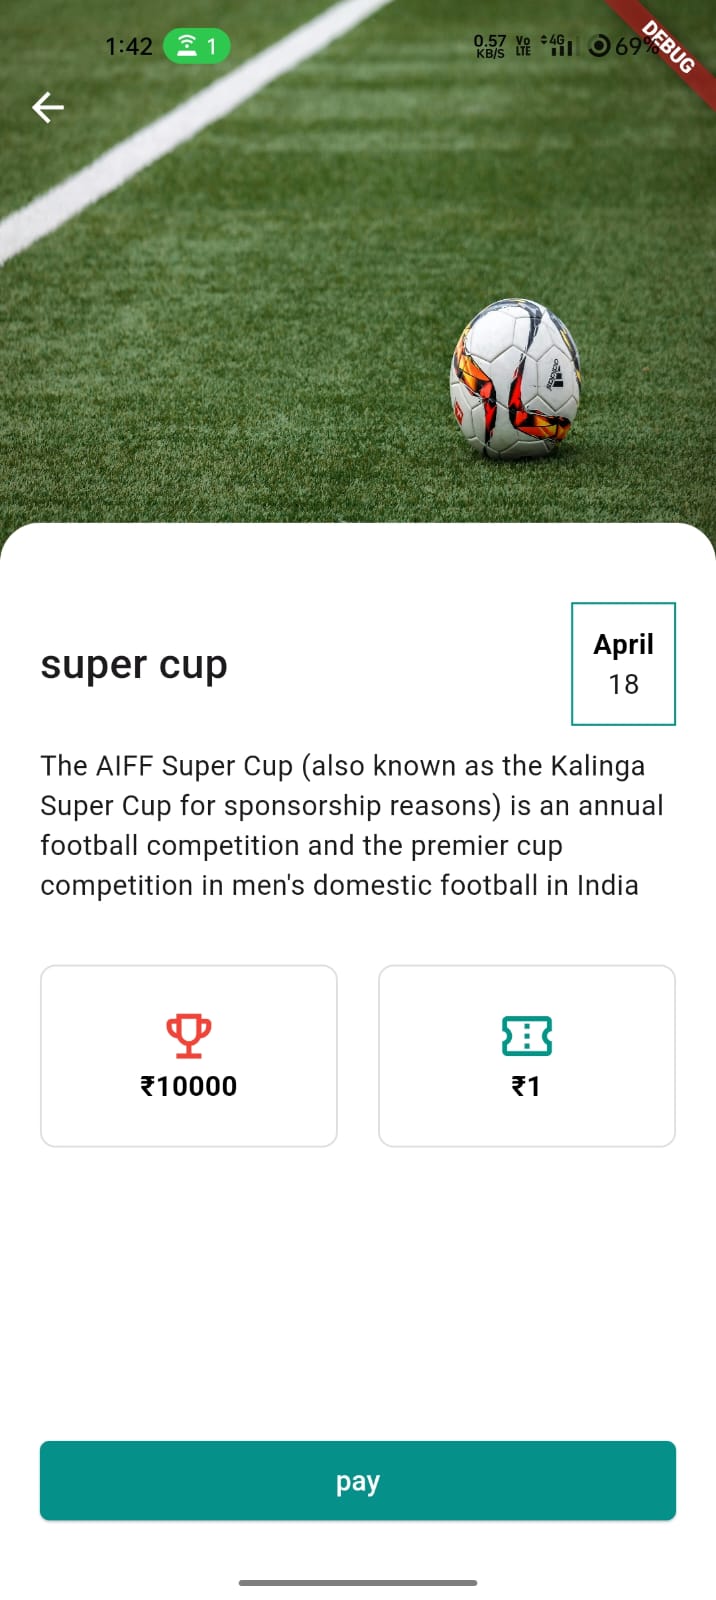 1:42 1 0.57 KB/S Vo LTE 4G 69%
DEBUG
adidas
super cup
April
18
The AIFF Super Cup (also known as the Kalinga
Super Cup for sponsorship reasons) is an annual
football competition and the premier cup
competition in men's domestic football in India
₹10000
₹1
pay